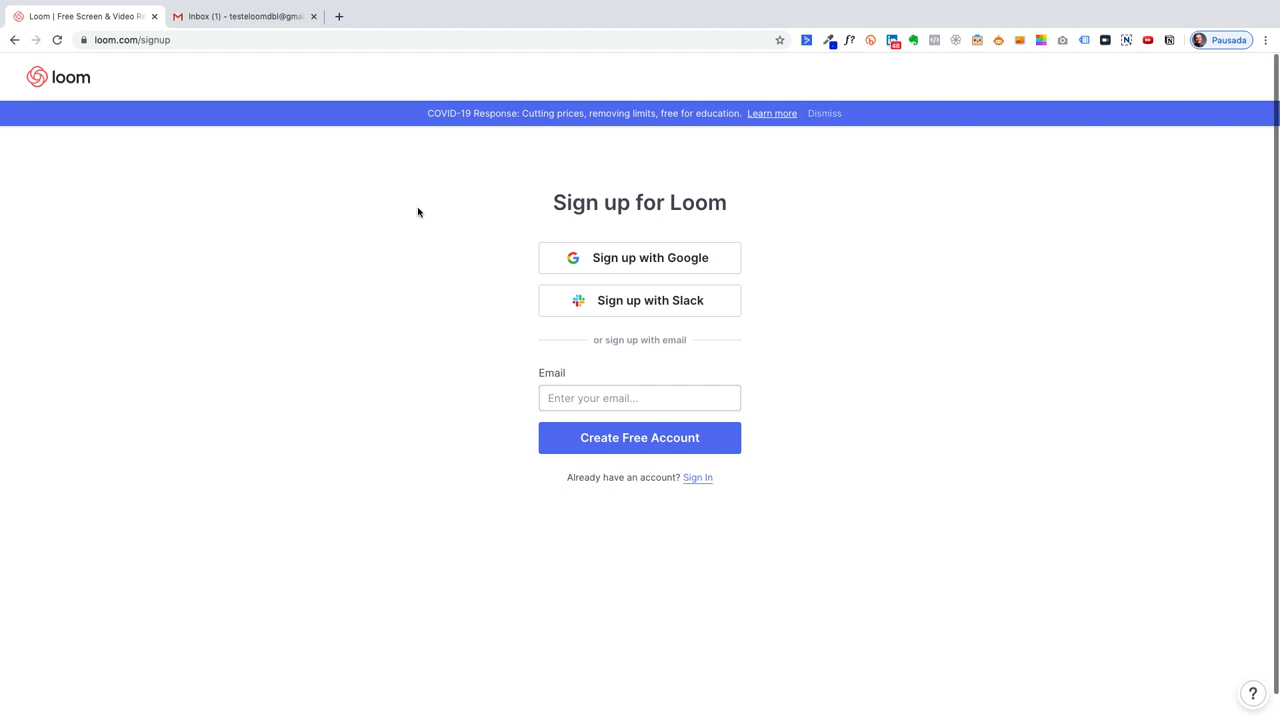 Loom | Free Screen & Video Re
Inbox (1) - testeloomdbl@gmai
loom.com/signup
f?
48
N
Pausada
loom
COVID-19 Response: Cutting prices, removing limits, free for education. Learn more Dismiss
Sign up for Loom
Sign up with Google
Sign up with Slack
or sign up with email
Email
Enter your email...
Create Free Account
Already have an account? Sign In
?